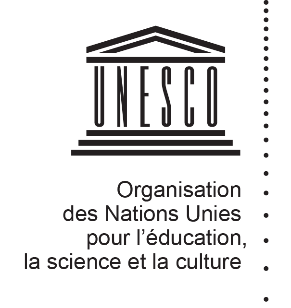 UNESCO
Organisation
des Nations Unies
pour l'éducation,
la science et la culture